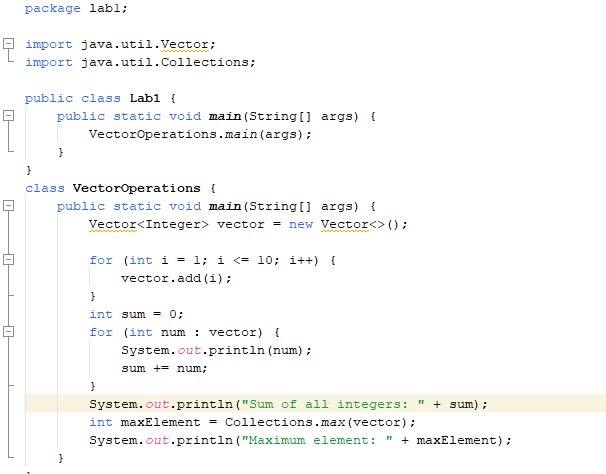 package lab1;
import java.util.Vector;
import java.util.Collections;
public class Lab1 {
    public static void main(String[] args) {
        VectorOperations.main(args);
    }
}
class VectorOperations {
    public static void main(String[] args) {
        Vector<Integer> vector = new Vector<>();
        for (int i = 1; i <= 10; i++) {
            vector.add(i);
        }
        int sum = 0;
        for (int num : vector) {
            System.out.println(num);
            sum += num;
        }
        System.out.println("Sum of all integers: " + sum);
        int maxElement = Collections.max(vector);
        System.out.println("Maximum element: " + maxElement);
    }